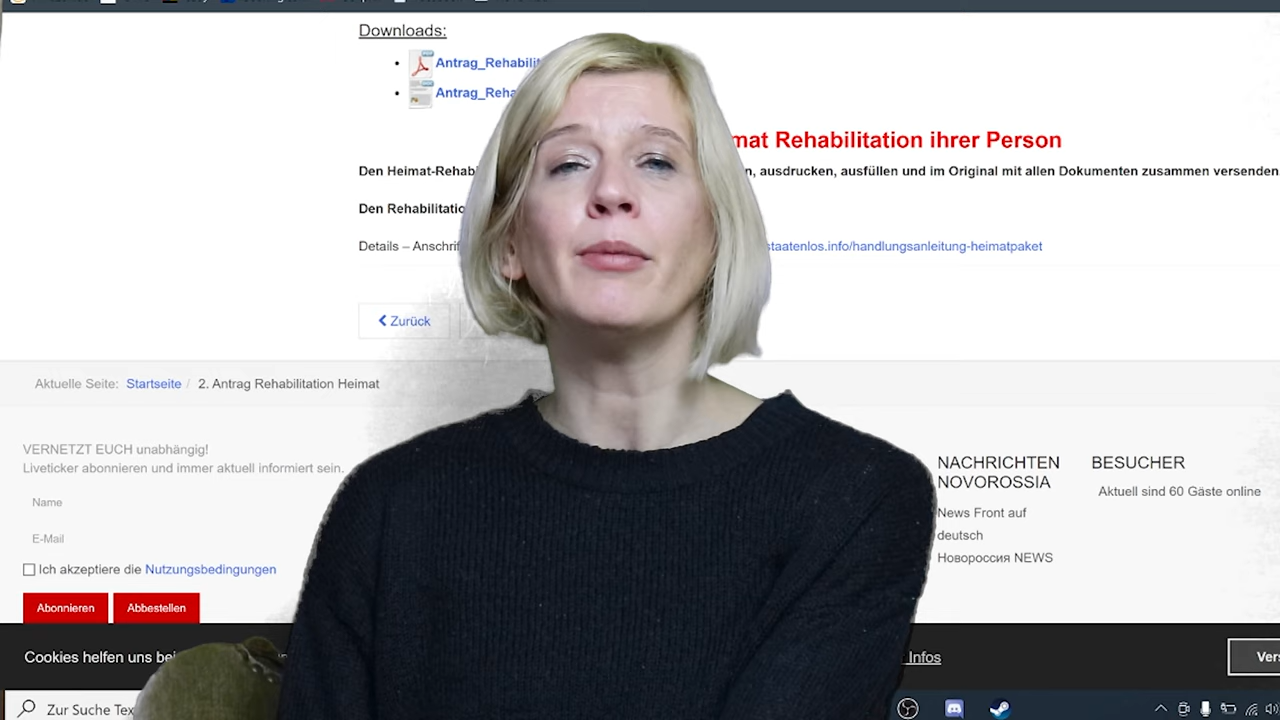 Downloads:
Antrag_Rehabilit
Antrag_Reha
mat Rehabilitation ihrer Person
Den Heimat-Rehab
n, ausdrucken, ausfüllen und im Original mit allen Dokumenten zusammen versenden.
Den Rehabilitatio
Details – Anschrif
staatenlos.info/handlungsanleitung-heimatpaket
Zurück
Aktuelle Seite: Startseite / 2. Antrag Rehabilitation Heimat
VERNETZT EUCH unabhängig!
Liveticker abonnieren und immer aktuell informiert sein.
Name
E-Mail
Ich akzeptiere die Nutzungsbedingungen
Abonnieren
Abbestellen
NACHRICHTEN
NOVOROSSIA
News Front auf
deutsch
Новороссия NEWS
BESUCHER
Aktuell sind 60 Gäste online
Cookies helfen uns bei
Infos
Vers
Zur Suche Tex